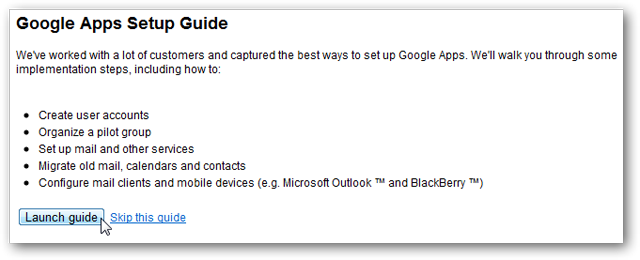 Google Apps Setup Guide
We've worked with a lot of customers and captured the best ways to set up Google Apps. We'll walk you through some
implementation steps, including how to:
• Create user accounts
• Organize a pilot group
• Set up mail and other services
• Migrate old mail, calendars and contacts
• Configure mail clients and mobile devices (e.g. Microsoft Outlook ™ and BlackBerry ™)
Launch guide Skip this guide